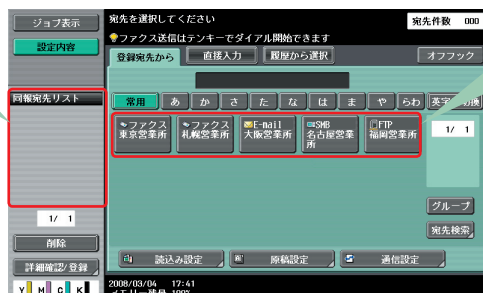 ジョブ表示
設定内容
同報宛先リスト
1/ 1
削除
詳細確認/登録
Y M C K
宛先を選択してください
宛先件数 000
ファクス送信はテンキーでダイアル開始できます
登録宛先から 直接入力 履歴から選択 オフフック
常用 あ か さ た な は ま や らわ
ファクス 東京営業所
ファクス 札幌営業所
E-mail 大阪営業所
SMB 名古屋営業所
FTP 福岡営業所
1/ 1
グループ
宛先検索
読込み設定 原稿設定 通信設定
2008/03/04 17:41
メモリー残量 100%